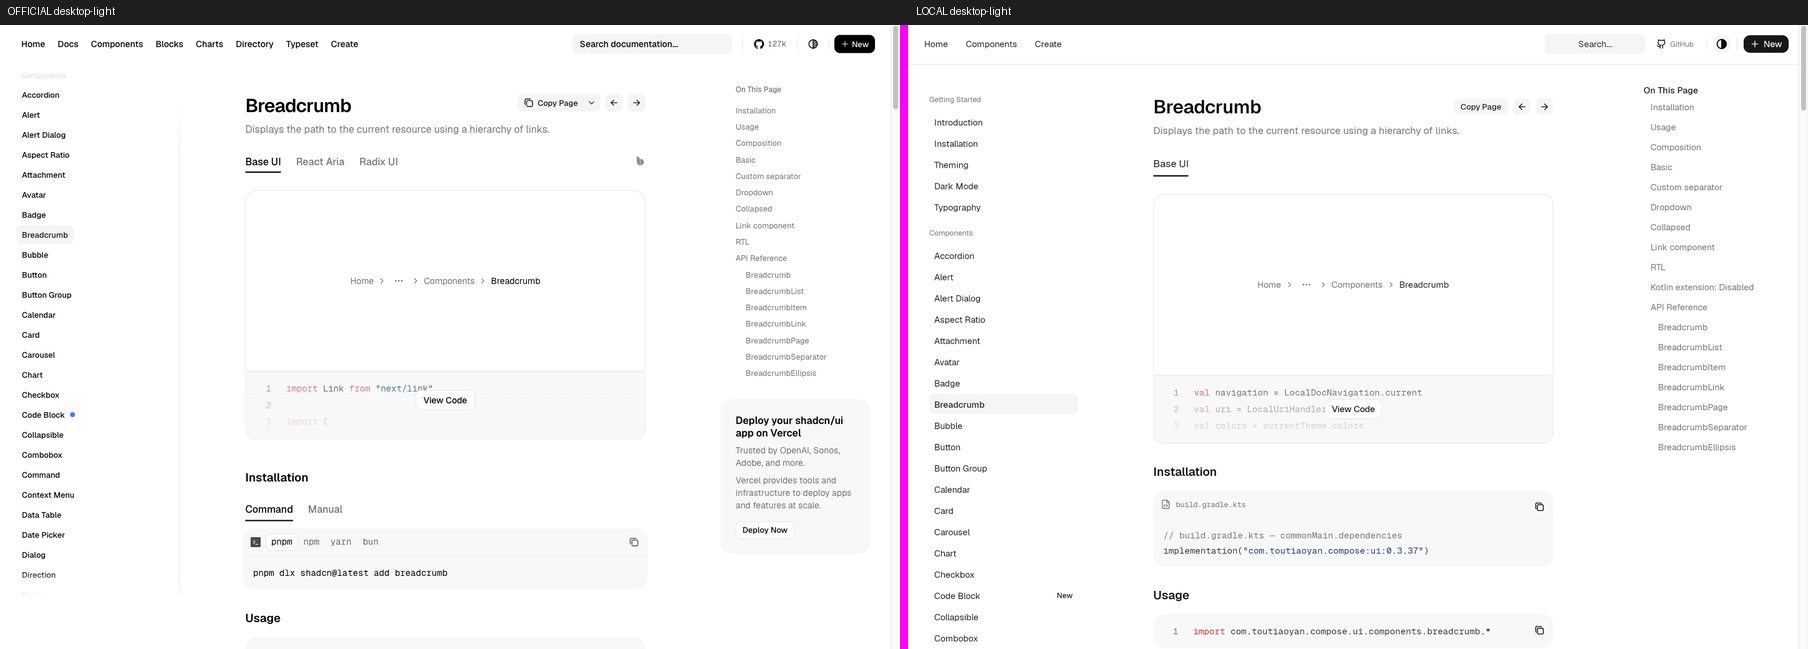 OFFICIAL desktop-light
Home Docs Components Blocks Charts Directory Typeset Create
Search documentation...
127k
+ New
Components
Accordion
Alert
Alert Dialog
Aspect Ratio
Attachment
Avatar
Badge
Breadcrumb
Bubble
Button
Button Group
Calendar
Card
Carousel
Chart
Checkbox
Code Block
Collapsible
Combobox
Command
Context Menu
Data Table
Date Picker
Dialog
Direction
Breadcrumb
Copy Page
Displays the path to the current resource using a hierarchy of links.
Base UI React Aria Radix UI
Home > ··· > Components > Breadcrumb
1 import Link from "next/link"
2
3 import {
View Code
Installation
Command Manual
pnpm npm yarn bun
pnpm dlx shadcn@latest add breadcrumb
Usage
On This Page
Installation
Usage
Composition
Basic
Custom separator
Dropdown
Collapsed
Link component
RTL
API Reference
Breadcrumb
BreadcrumbList
BreadcrumbItem
BreadcrumbLink
BreadcrumbPage
BreadcrumbSeparator
BreadcrumbEllipsis
Deploy your shadcn/ui
app on Vercel
Trusted by OpenAI, Sonos,
Adobe, and more.
Vercel provides tools and
infrastructure to deploy apps
and features at scale.
Deploy Now
LOCAL desktop-light
Home Components Create
Search...
GitHub
+ New
Getting Started
Introduction
Installation
Theming
Dark Mode
Typography
Components
Accordion
Alert
Alert Dialog
Aspect Ratio
Attachment
Avatar
Badge
Breadcrumb
Bubble
Button
Button Group
Calendar
Card
Carousel
Chart
Checkbox
Code Block New
Collapsible
Combobox
Breadcrumb
Copy Page
Displays the path to the current resource using a hierarchy of links.
Base UI
Home > ··· > Components > Breadcrumb
1 val navigation = LocalDocNavigation.current
2 val uri = LocalUriHandler
3 val colors = currentTheme.colors
View Code
Installation
build.gradle.kts
// build.gradle.kts — commonMain.dependencies
implementation("com.toutiaoyan.compose:ui:0.3.37")
Usage
1 import com.toutiaoyan.compose.ui.components.breadcrumb.*
On This Page
Installation
Usage
Composition
Basic
Custom separator
Dropdown
Collapsed
Link component
RTL
Kotlin extension: Disabled
API Reference
Breadcrumb
BreadcrumbList
BreadcrumbItem
BreadcrumbLink
BreadcrumbPage
BreadcrumbSeparator
BreadcrumbEllipsis